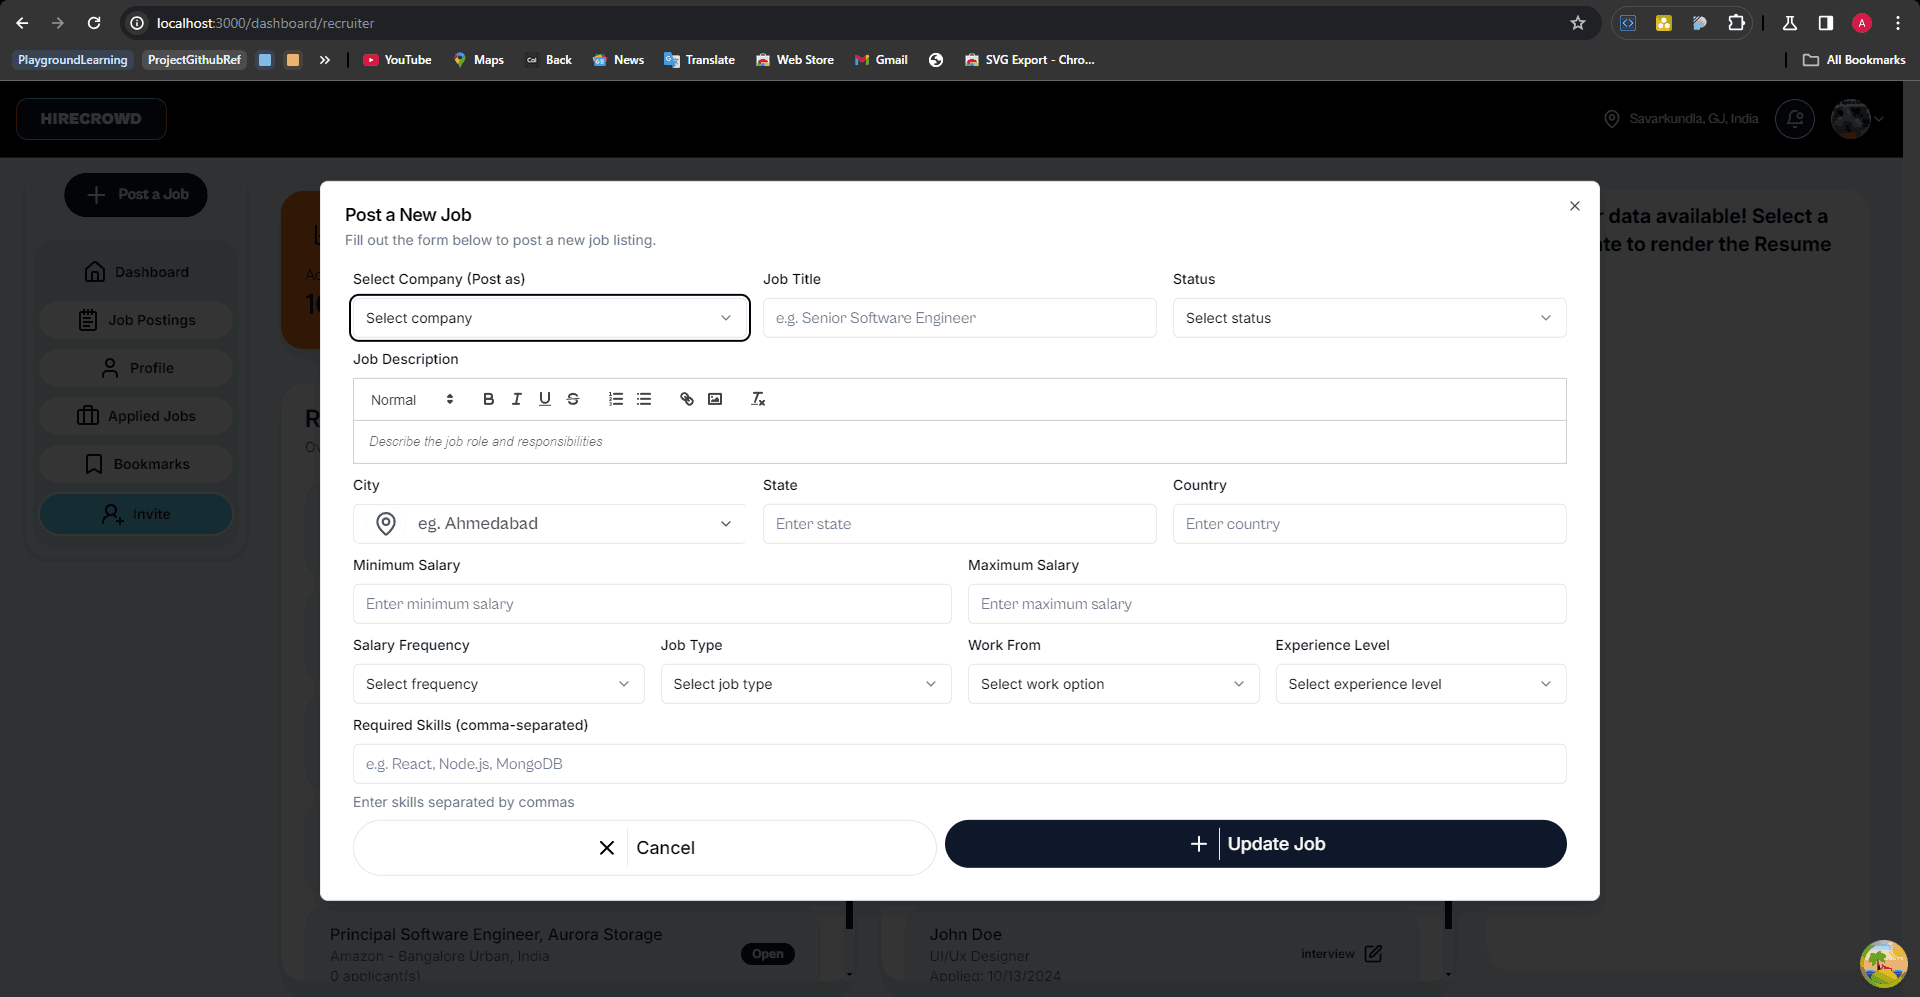 localhost:3000/dashboard/recruiter
A
PlaygroundLearning
ProjectGithubRef
YouTube
Maps
Back
News
Translate
Web Store
Gmail
SVG Export - Chro...
All Bookmarks
HIRECROWD
Savarkundla, GJ, India
Post a Job
Dashboard
Job Postings
Profile
Applied Jobs
Bookmarks
Invite
data available! Select a
to render the Resume
Post a New Job
Fill out the form below to post a new job listing.
Select Company (Post as)
Job Title
Status
Select company
e.g. Senior Software Engineer
Select status
Job Description
Normal
Describe the job role and responsibilities
City
State
Country
eg. Ahmedabad
Enter state
Enter country
Minimum Salary
Maximum Salary
Enter minimum salary
Enter maximum salary
Salary Frequency
Job Type
Work From
Experience Level
Select frequency
Select job type
Select work option
Select experience level
Required Skills (comma-separated)
e.g. React, Node.js, MongoDB
Enter skills separated by commas
Cancel
Update Job
Principal Software Engineer, Aurora Storage
Amazon - Bangalore Urban, India
0 applicant(s)
Open
John Doe
UI/Ux Designer
Applied: 10/13/2024
interview